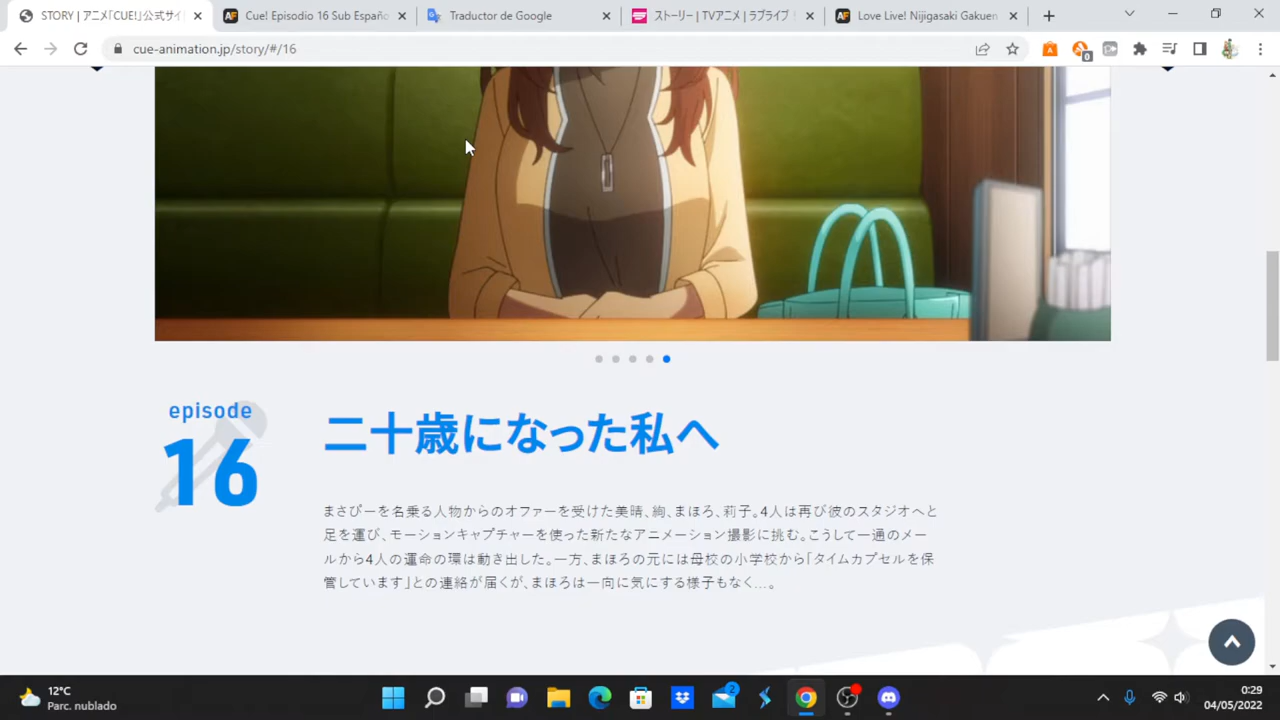 STORY | アニメ「CUE!」公式サイ
Cue! Episodio 16 Sub Españo
Traductor de Google
ストーリー | TVアニメ | ラブライブ！
Love Live! Nijigasaki Gakuen
cue-animation.jp/story/#/16
0
episode
16
二十歳になった私へ
まさぴーを名乗る人物からのオファーを受けた美晴、絢、まほろ、莉子。4人は再び彼のスタジオへと
足を運び、モーションキャプチャーを使った新たなアニメーション撮影に挑む。こうして一通のメー
ルから4人の運命の環は動き出した。一方、まほろの元には母校の小学校から「タイムカプセルを保
管しています」との連絡が届くが、まほろは一向に気にする様子もなく…。
12°C
Parc. nublado
2
0:29
04/05/2022